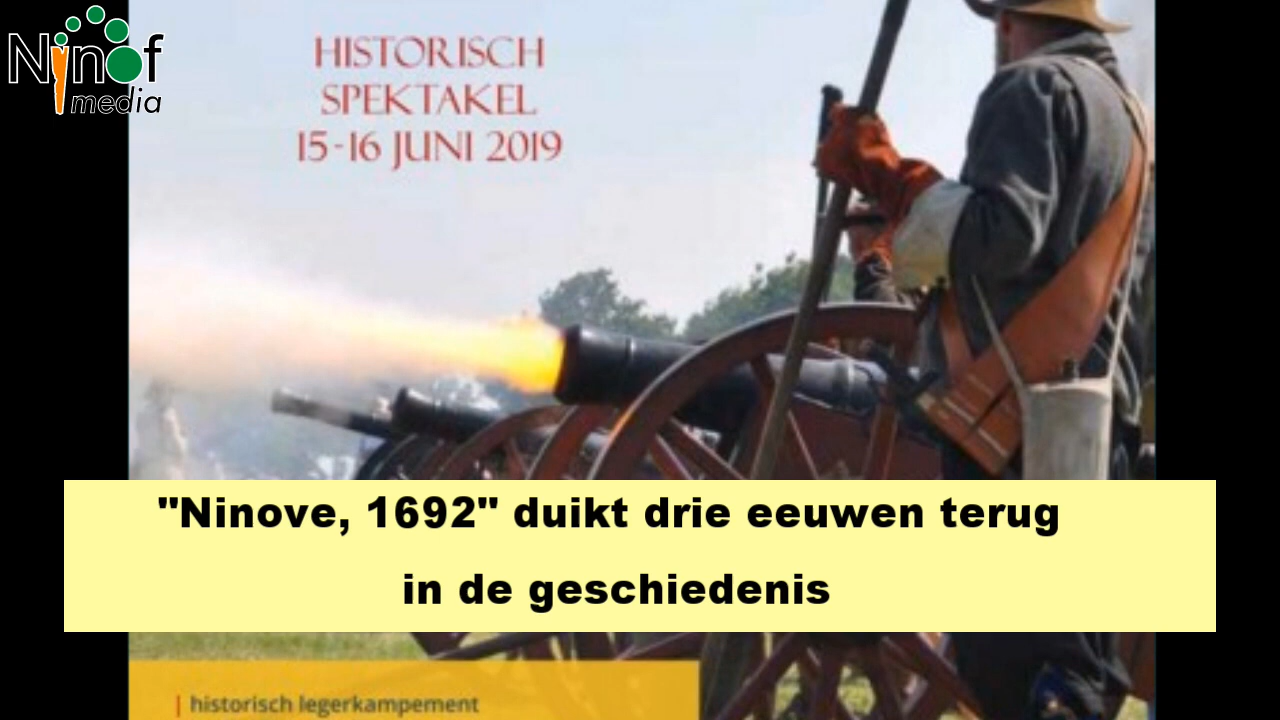 Ninof
media
HISTORISCH
SPEKTAKEL
15-16 JUNI 2019
"Ninove, 1692" duikt drie eeuwen terug
in de geschiedenis
| historisch legerkampement